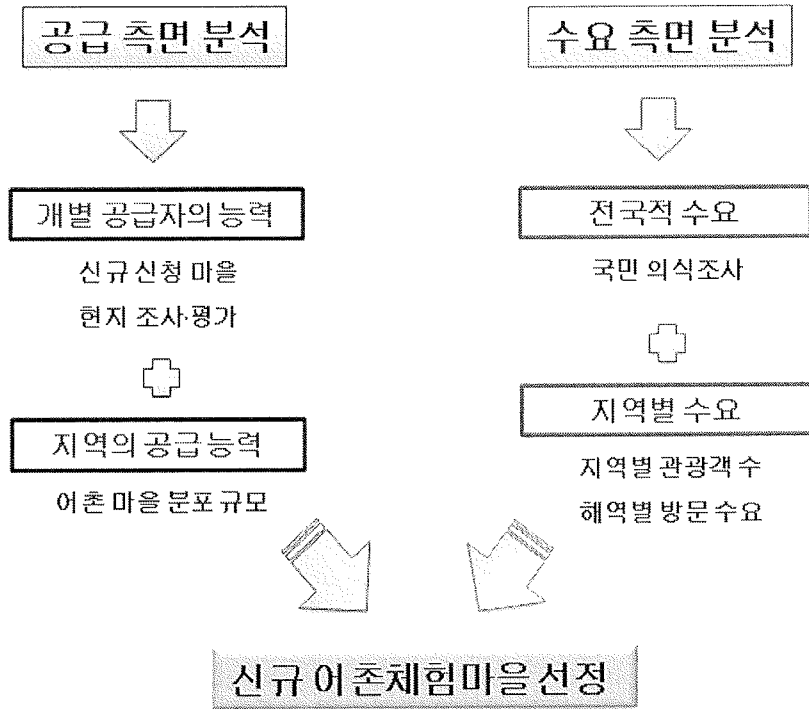 공급 측면 분석
개별 공급자의 능력
신규 신청 마을
현지 조사·평가
지역의 공급 능력
어촌 마을 분포 규모
수요 측면 분석
전국적 수요
국민 의식조사
지역별 수요
지역별 관광객 수
해역별 방문 수요
신규 어촌체험마을 선정